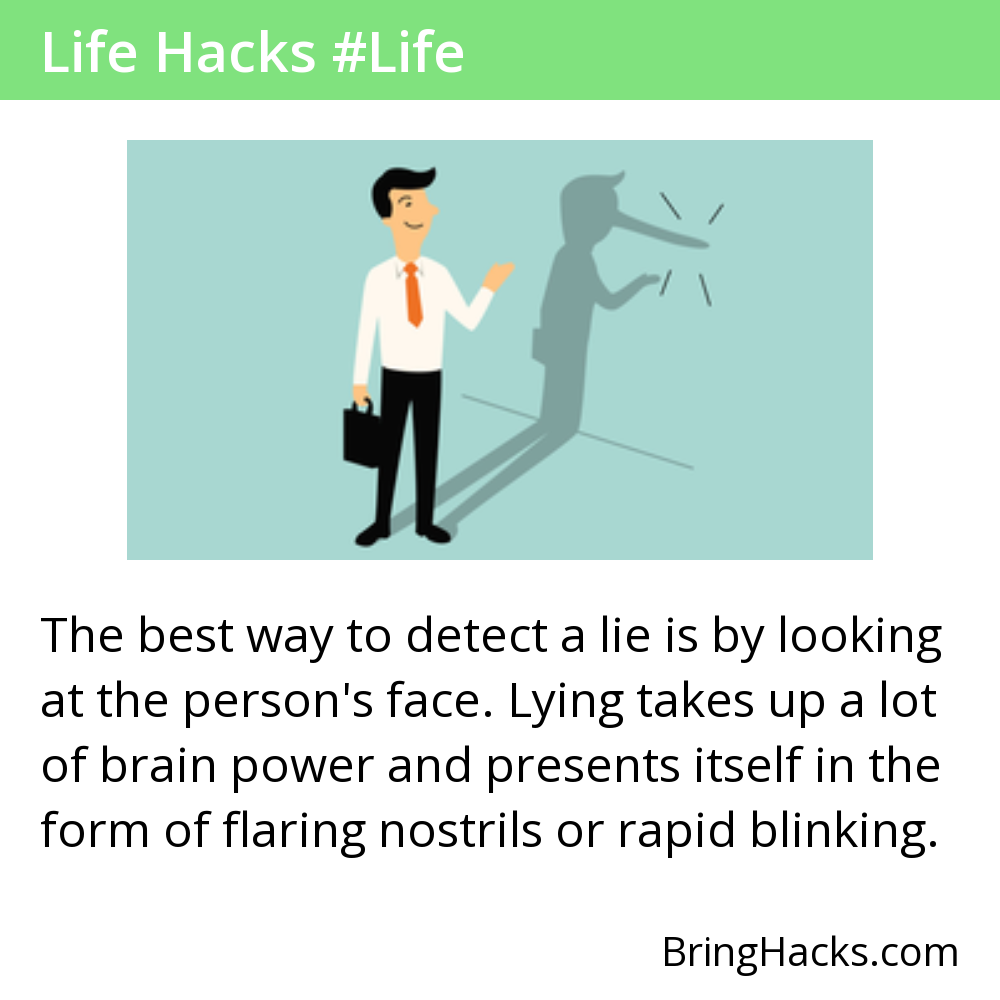 Life Hacks #Life
The best way to detect a lie is by looking
at the person's face. Lying takes up a lot
of brain power and presents itself in the
form of flaring nostrils or rapid blinking.
BringHacks.com